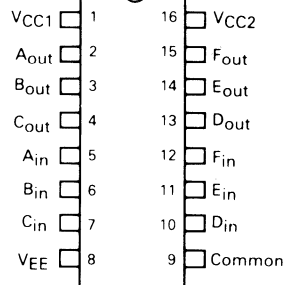 VCC1 1 16 VCC2
Aout 2 15 Fout
Bout 3 14 Eout
Cout 4 13 Dout
Ain 5 12 Fin
Bin 6 11 Ein
Cin 7 10 Din
VEE 8 9 Common